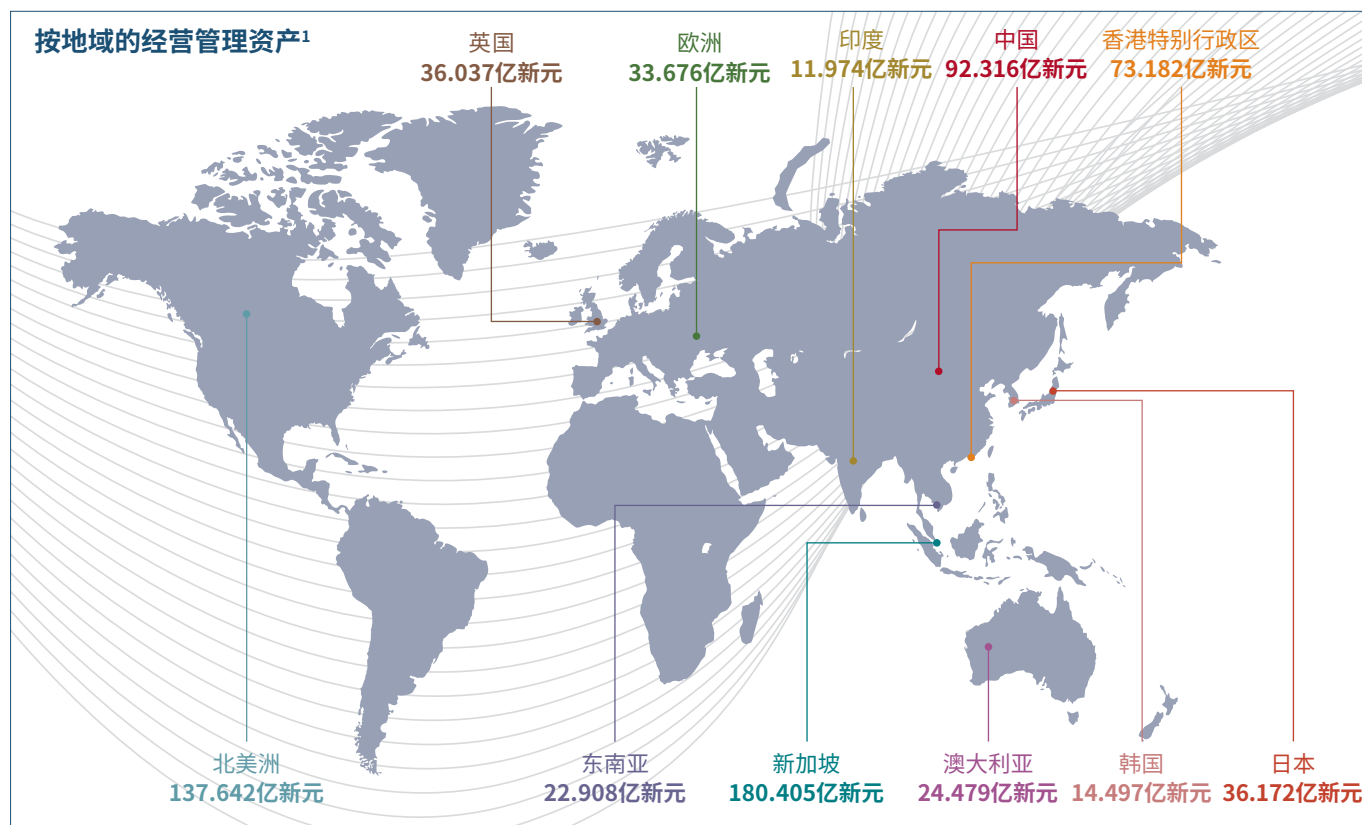 按地域的经营管理资产1
英国
36.037亿新元
欧洲
33.676亿新元
印度
11.974亿新元
中国
92.316亿新元
香港特别行政区
73.182亿新元
北美洲
137.642亿新元
东南亚
22.908亿新元
新加坡
180.405亿新元
澳大利亚
24.479亿新元
韩国
14.497亿新元
日本
36.172亿新元